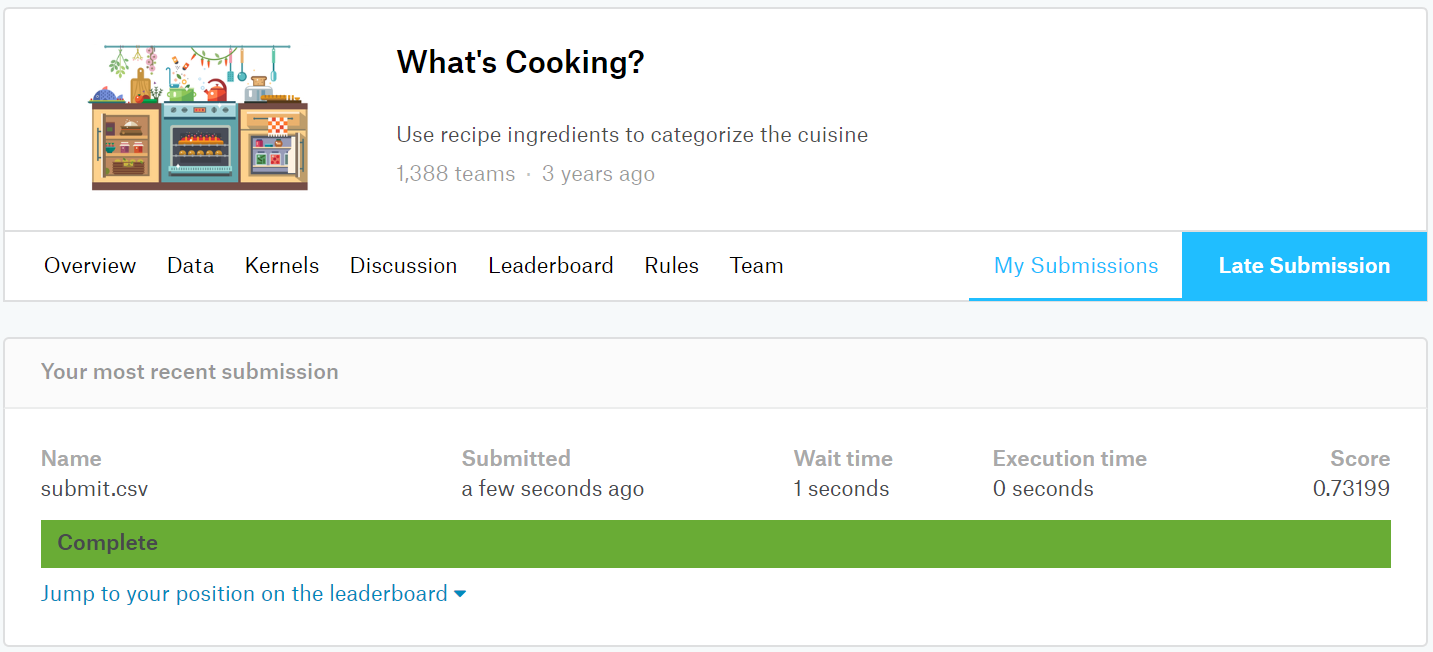 What's Cooking?
Use recipe ingredients to categorize the cuisine
1,388 teams · 3 years ago
Overview Data Kernels Discussion Leaderboard Rules Team My Submissions Late Submission
Your most recent submission
Name Submitted Wait time Execution time Score
submit.csv a few seconds ago 1 seconds 0 seconds 0.73199
Complete
Jump to your position on the leaderboard